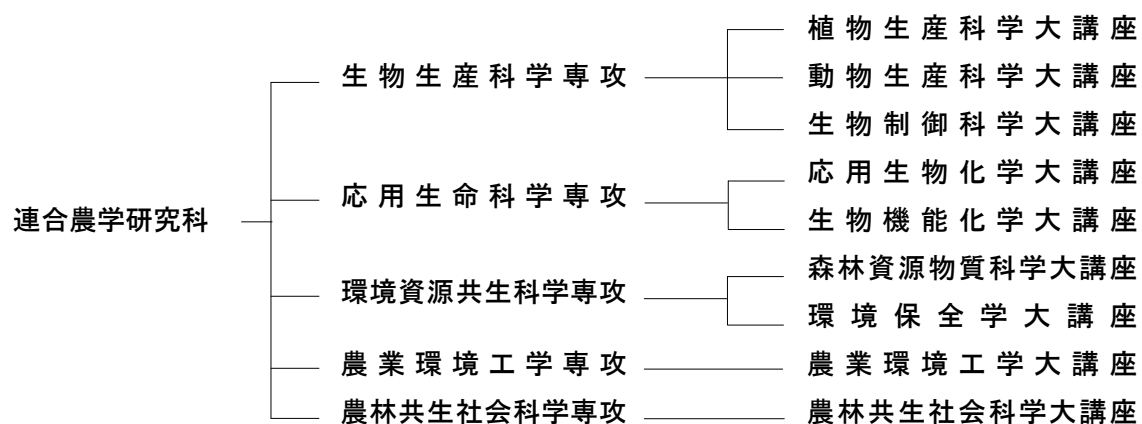 連合農学研究科
生物生産科学専攻
植物生産科学大講座
動物生産科学大講座
生物制御科学大講座
応用生命科学専攻
応用生物化学大講座
生物機能化学大講座
環境資源共生科学専攻
森林資源物質科学大講座
環境保全学大講座
農業環境工学専攻
農業環境工学大講座
農林共生社会科学専攻
農林共生社会科学大講座